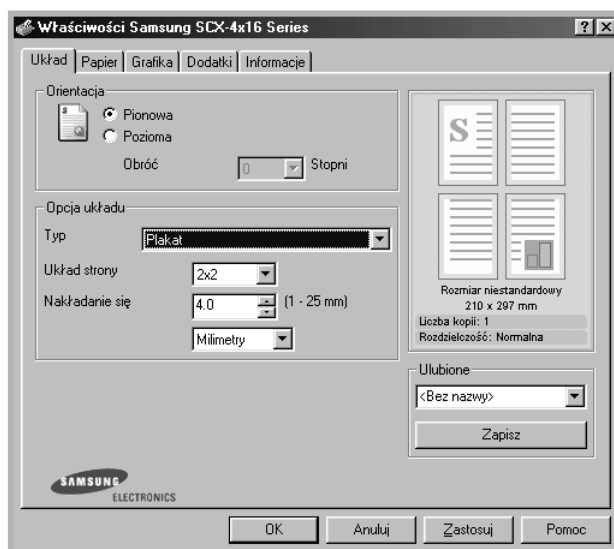 Właściwości Samsung SCX-4x16 Series
Układ Papier Grafika Dodatki Informacje
Orientacja
Pionowa
Pozioma
Obróć 0 Stopni
Opcja układu
Typ Plakat
Układ strony 2x2
Nakładanie się 4.0 (1 - 25 mm)
Milimetry
S
S
Rozmiar niestandardowy
210 x 297 mm
Liczba kopii: 1
Rozdzielczość: Normalna
Ulubione
<Bez nazwy>
Zapisz
SAMSUNG
ELECTRONICS
OK Anuluj Zastosuj Pomoc